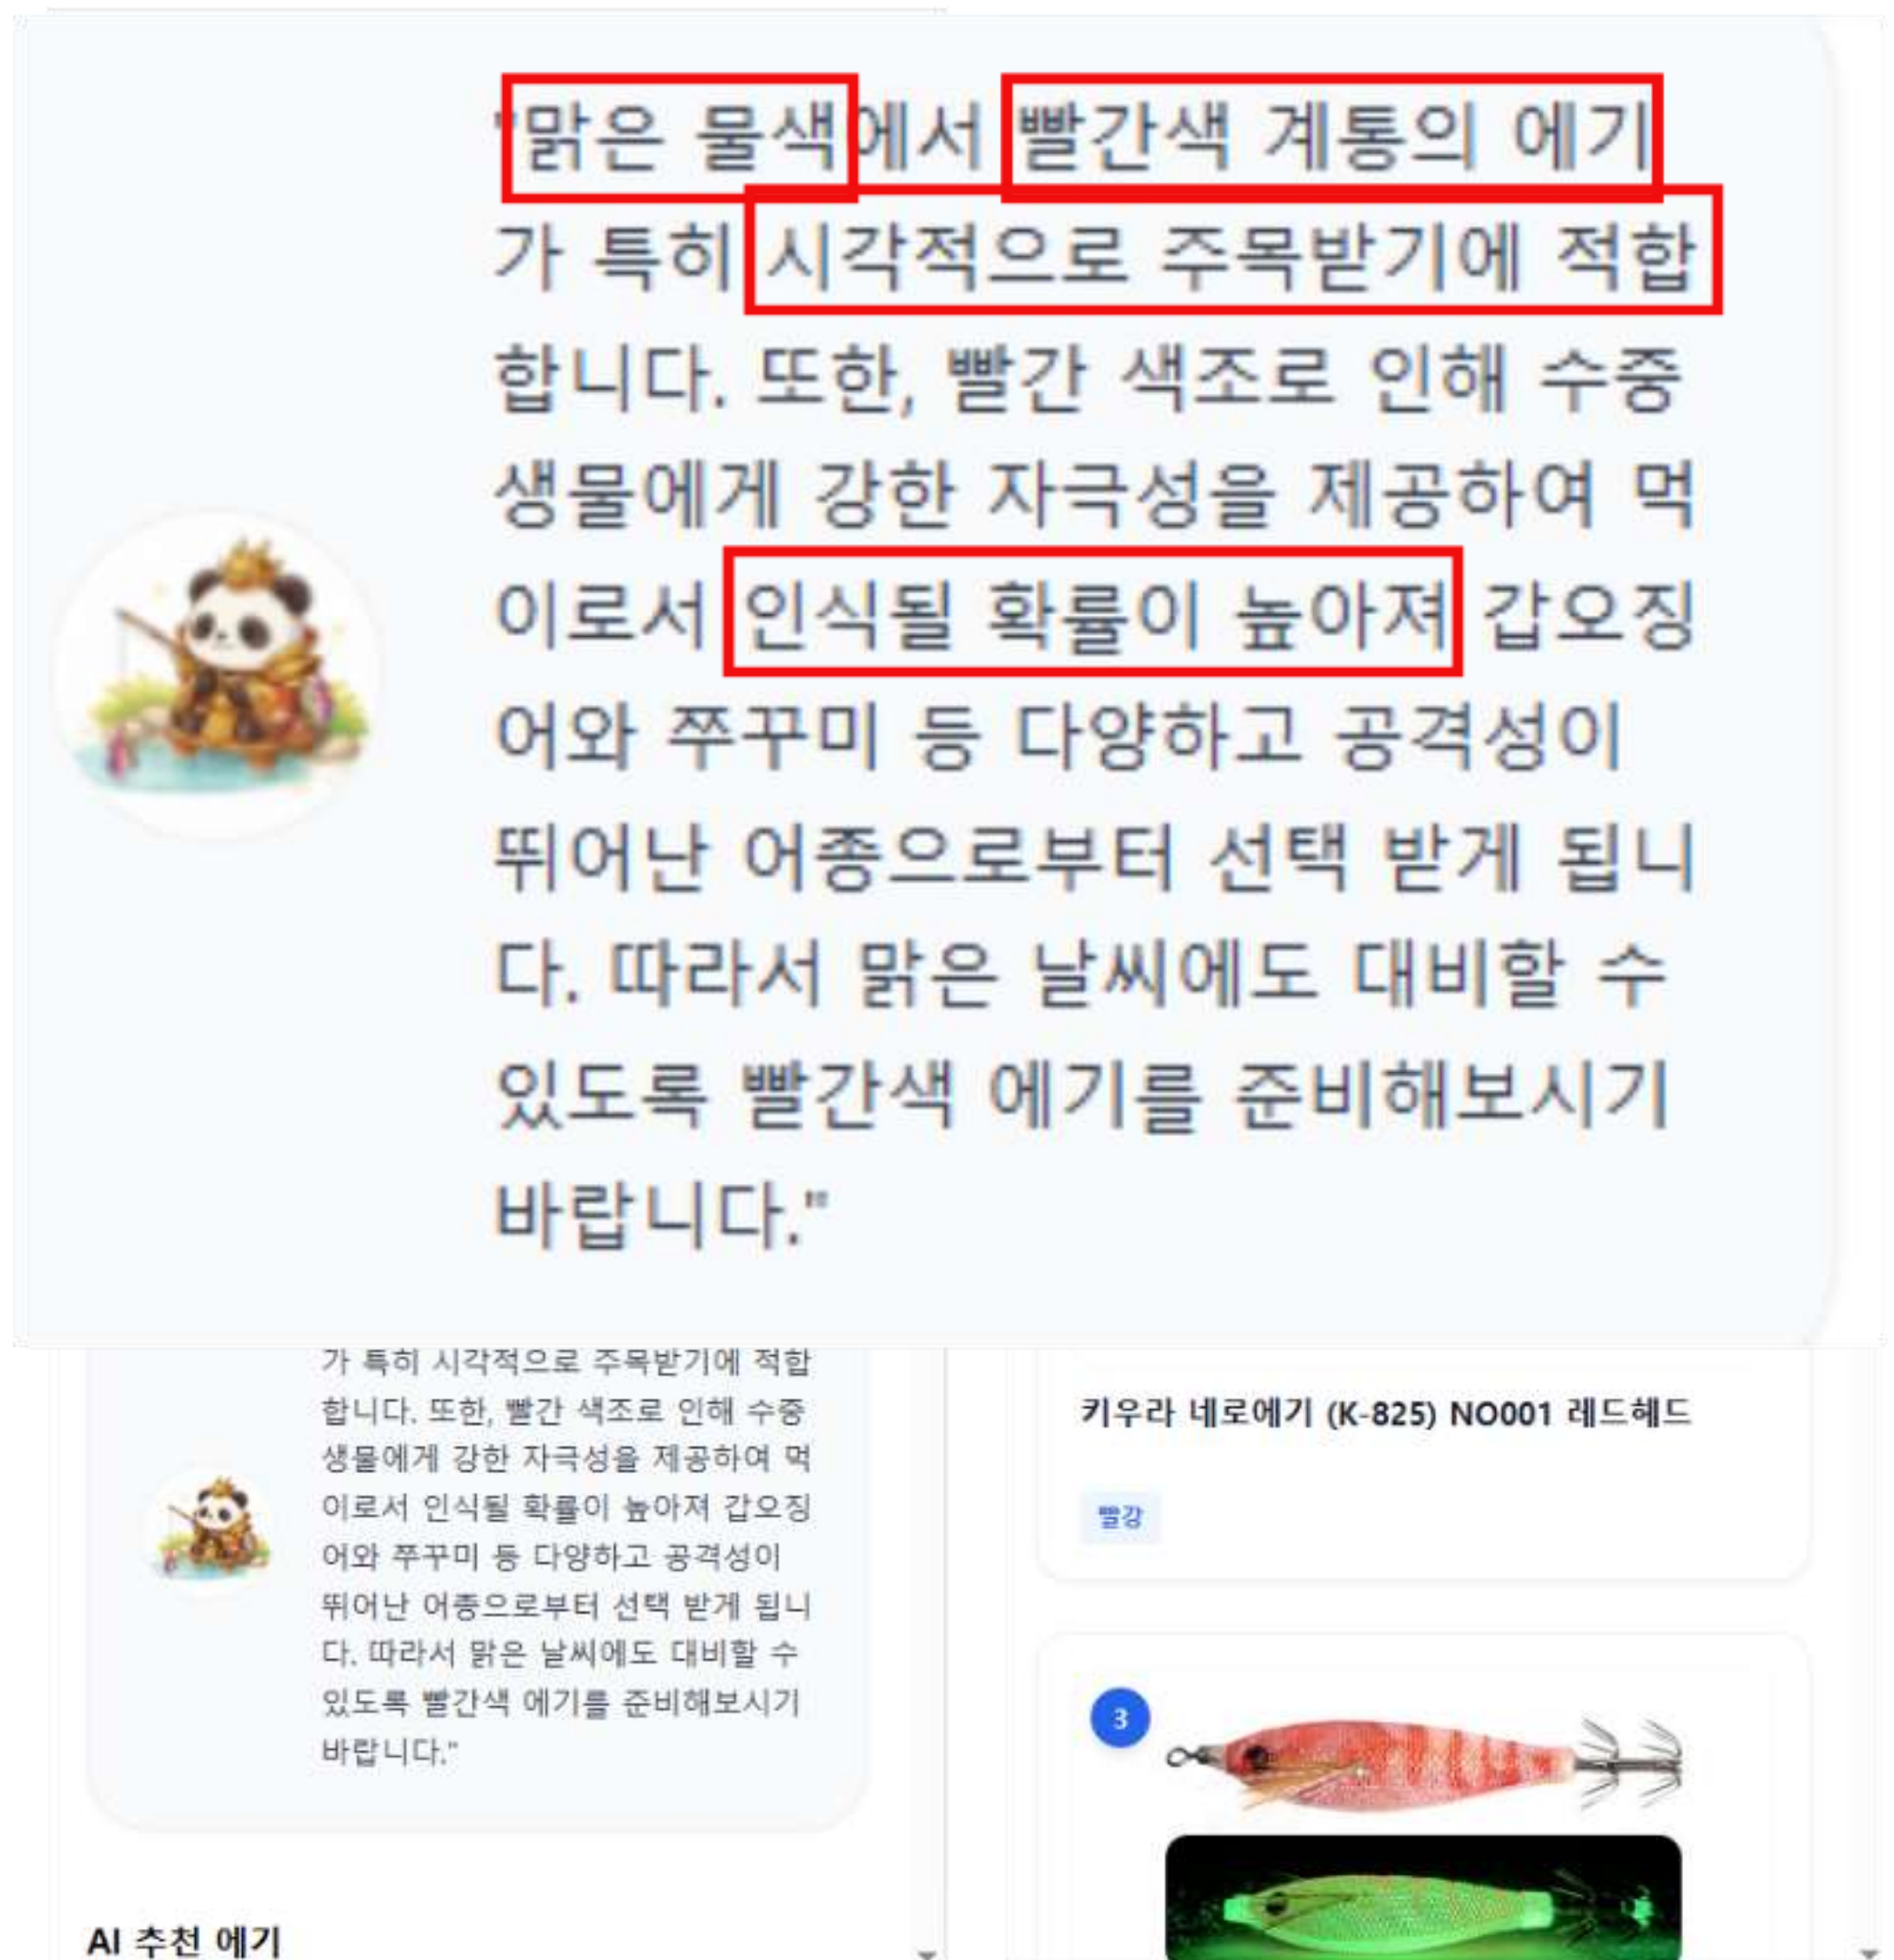 "맑은 물색에서 빨간색 계통의 에기
가 특히 시각적으로 주목받기에 적합
합니다. 또한, 빨간 색조로 인해 수중
생물에게 강한 자극성을 제공하여 먹
이로서 인식될 확률이 높아져 갑오징
어와 쭈꾸미 등 다양하고 공격성이
뛰어난 어종으로부터 선택 받게 됩니
다. 따라서 맑은 날씨에도 대비할 수
있도록 빨간색 에기를 준비해보시기
바랍니다."
가 특히 시각적으로 주목받기에 적합
합니다. 또한, 빨간 색조로 인해 수중
생물에게 강한 자극성을 제공하여 먹
이로서 인식될 확률이 높아져 갑오징
어와 쭈꾸미 등 다양하고 공격성이
뛰어난 어종으로부터 선택 받게 됩니
다. 따라서 맑은 날씨에도 대비할 수
있도록 빨간색 에기를 준비해보시기
바랍니다."
AI 추천 에기
키우라 네로에기 (K-825) NO001 레드헤드
빨강
3